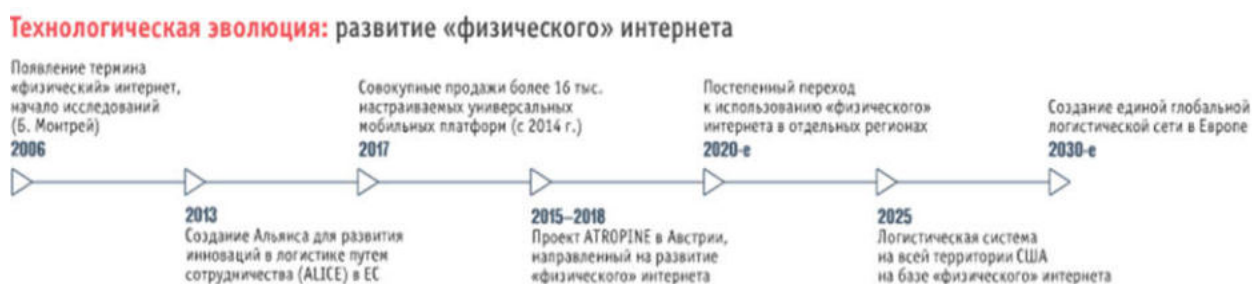 Технологическая эволюция: развитие «физического» интернета
Появление термина
«физический» интернет,
начало исследований
(Б. Монтрей)
2006
2013
Создание Альянса для развития
инноваций в логистике путем
сотрудничества (ALICE) в ЕС
Совокупные продажи более 16 тыс.
настраиваемых универсальных
мобильных платформ (с 2014 г.)
2017
2015–2018
Проект ATROPINE в Австрии,
направленный на развитие
«физического» интернета
Постепенный переход
к использованию «физического»
интернета в отдельных регионах
2020-е
2025
Логистическая система
на всей территории США
на базе «физического» интернета
Создание единой глобальной
логистической сети в Европе
2030-е